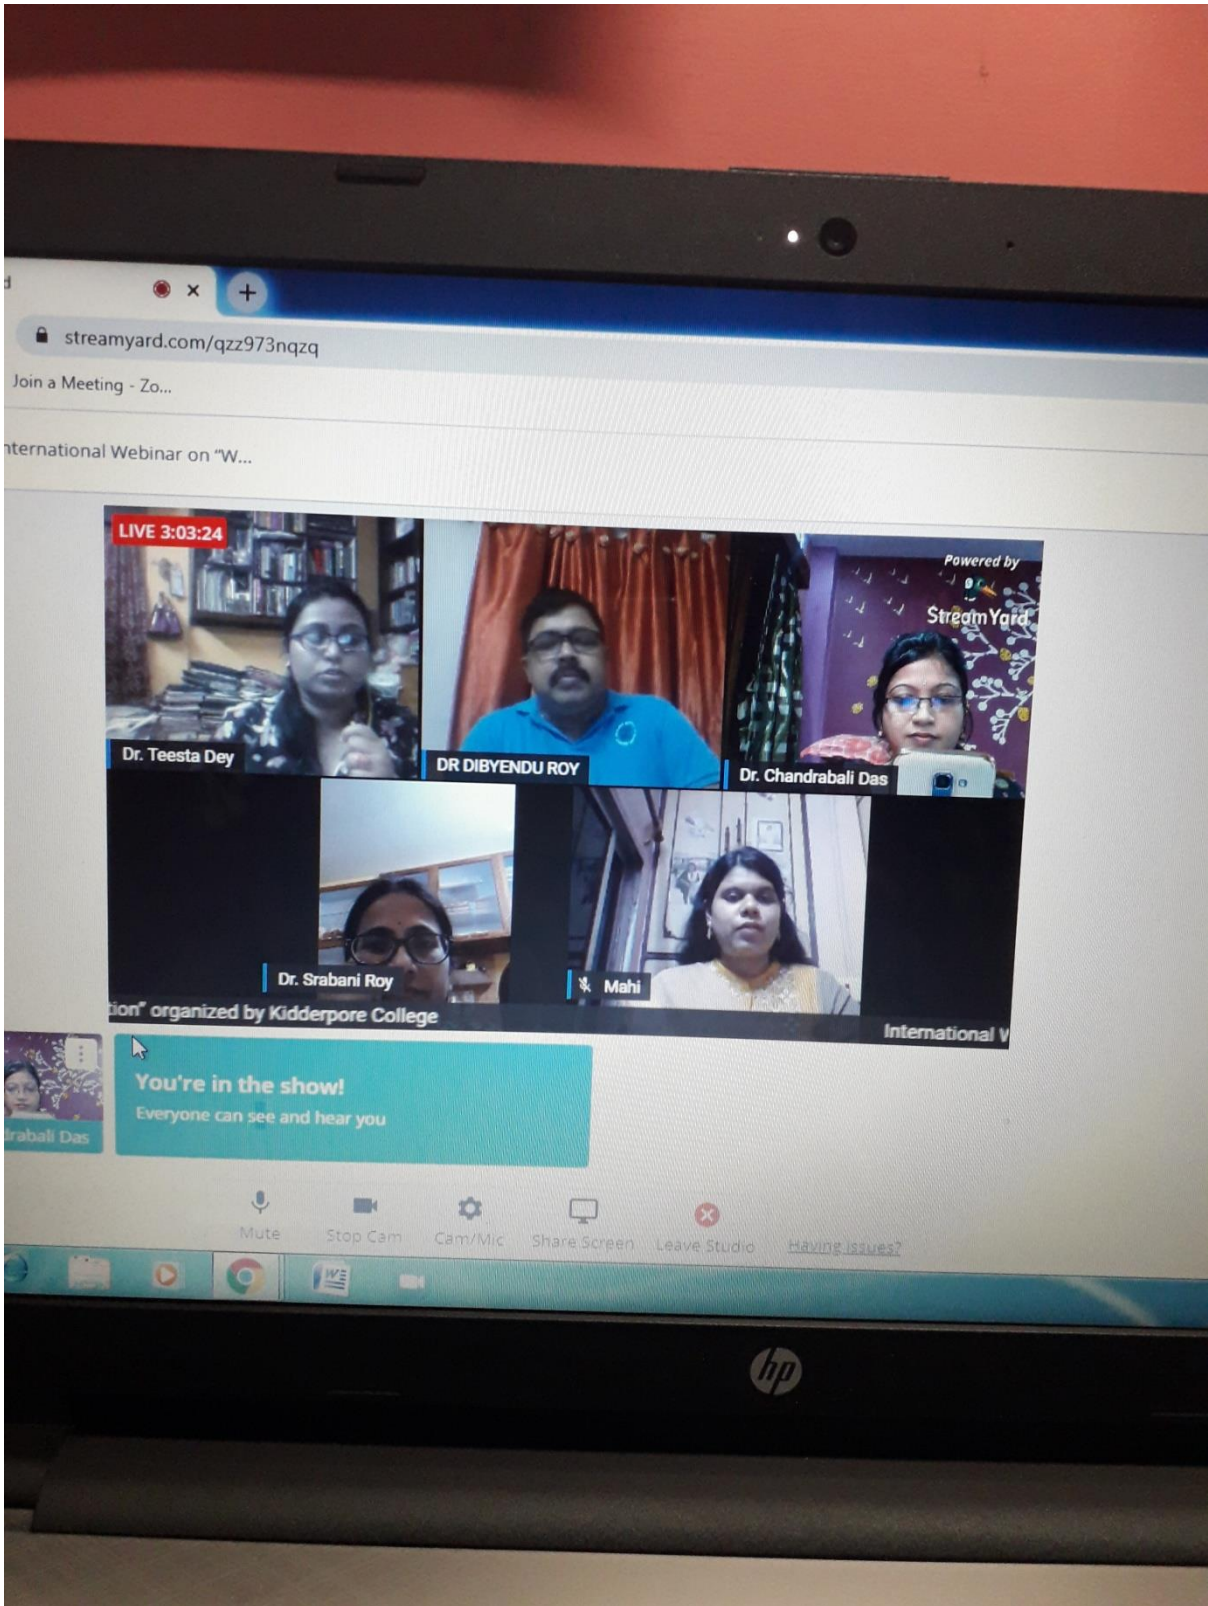 d
streamyard.com/qzz973nqzq
Join a Meeting - Zo...
nternational Webinar on "W...
LIVE 3:03:24
Powered by
StreamYard
Dr. Teesta Dey
DR DIBYENDU ROY
Dr. Chandrabali Das
Dr. Srabani Roy
Mahi
tion" organized by Kidderpore College
International V
You're in the show!
Everyone can see and hear you
drabali Das
Mute
Stop Cam
Cam/Mic
Share Screen
Leave Studio
Having issues?
W
hp